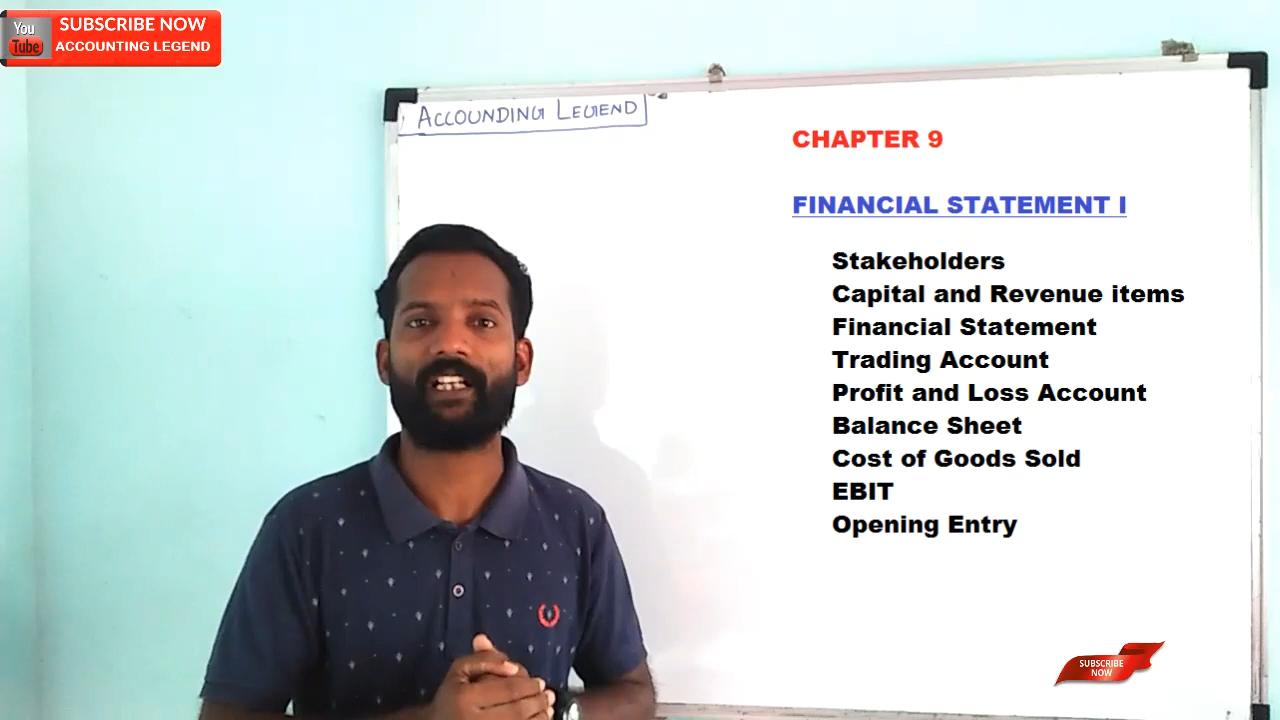 You
Tube
SUBSCRIBE NOW
ACCOUNTING LEGEND
ACCOUNDING LEGEND
CHAPTER 9
FINANCIAL STATEMENT I
Stakeholders
Capital and Revenue items
Financial Statement
Trading Account
Profit and Loss Account
Balance Sheet
Cost of Goods Sold
EBIT
Opening Entry
SUBSCRIBE
NOW